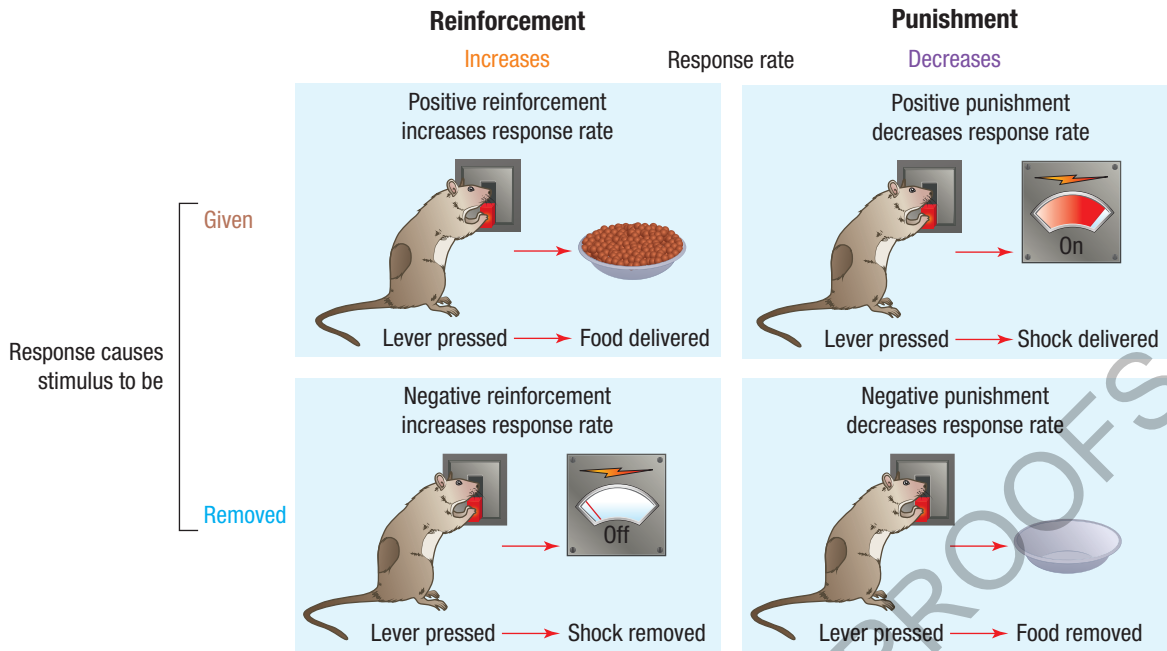 Reinforcement
Punishment
Increases
Response rate
Decreases
Positive reinforcement
increases response rate
Positive punishment
decreases response rate
Given
On
Lever pressed
Food delivered
Lever pressed
Shock delivered
Response causes
stimulus to be
Negative reinforcement
increases response rate
Negative punishment
decreases response rate
Removed
Off
Lever pressed
Shock removed
Lever pressed
Food removed
PROOFS